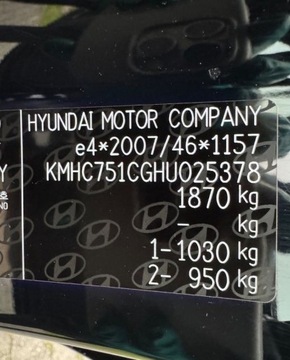 HYUNDAI MOTOR COMPANY
e4*2007/46*1157
KMHC751CGHU025378
1870 kg
- kg
1-1030 kg
2- 950 kg